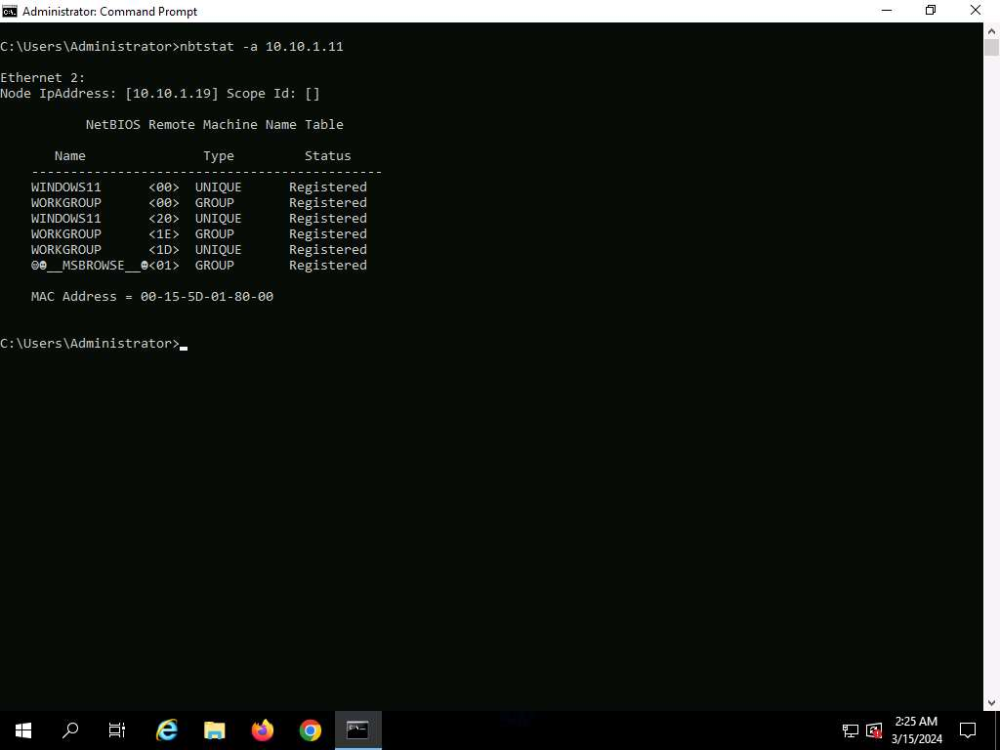 Administrator: Command Prompt
C:\Users\Administrator>nbtstat -a 10.10.1.11
Ethernet 2:
Node IpAddress: [10.10.1.19] Scope Id: []
NetBIOS Remote Machine Name Table
Name Type Status
---------------------------------------------
WINDOWS11 <00> UNIQUE Registered
WORKGROUP <00> GROUP Registered
WINDOWS11 <20> UNIQUE Registered
WORKGROUP <1E> GROUP Registered
WORKGROUP <1D> UNIQUE Registered
☺☻__MSBROWSE__☻<01> GROUP Registered
MAC Address = 00-15-5D-01-80-00
C:\Users\Administrator>
2:25 AM
3/15/2024